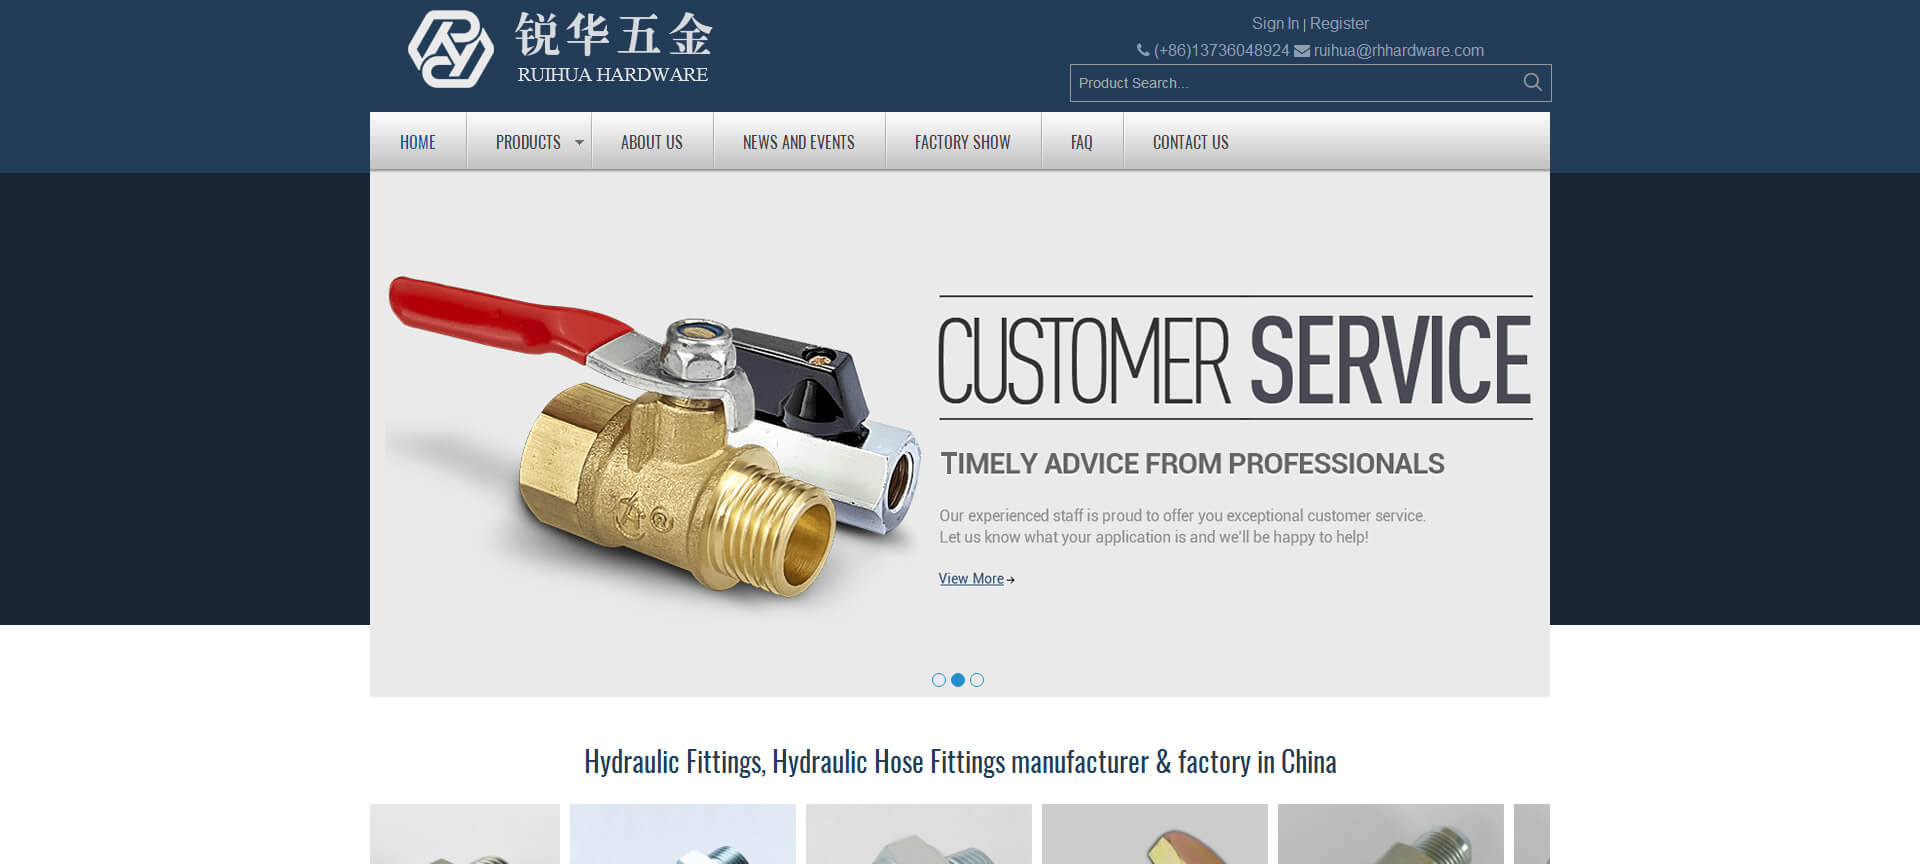 锐华五金
RUIHUA HARDWARE
Sign In | Register
(+86)13736048924 ruihua@rhhardware.com
Product Search...
HOME PRODUCTS ABOUT US NEWS AND EVENTS FACTORY SHOW FAQ CONTACT US
CUSTOMER SERVICE
TIMELY ADVICE FROM PROFESSIONALS
Our experienced staff is proud to offer you exceptional customer service.
Let us know what your application is and we'll be happy to help!
View More
Hydraulic Fittings, Hydraulic Hose Fittings manufacturer & factory in China